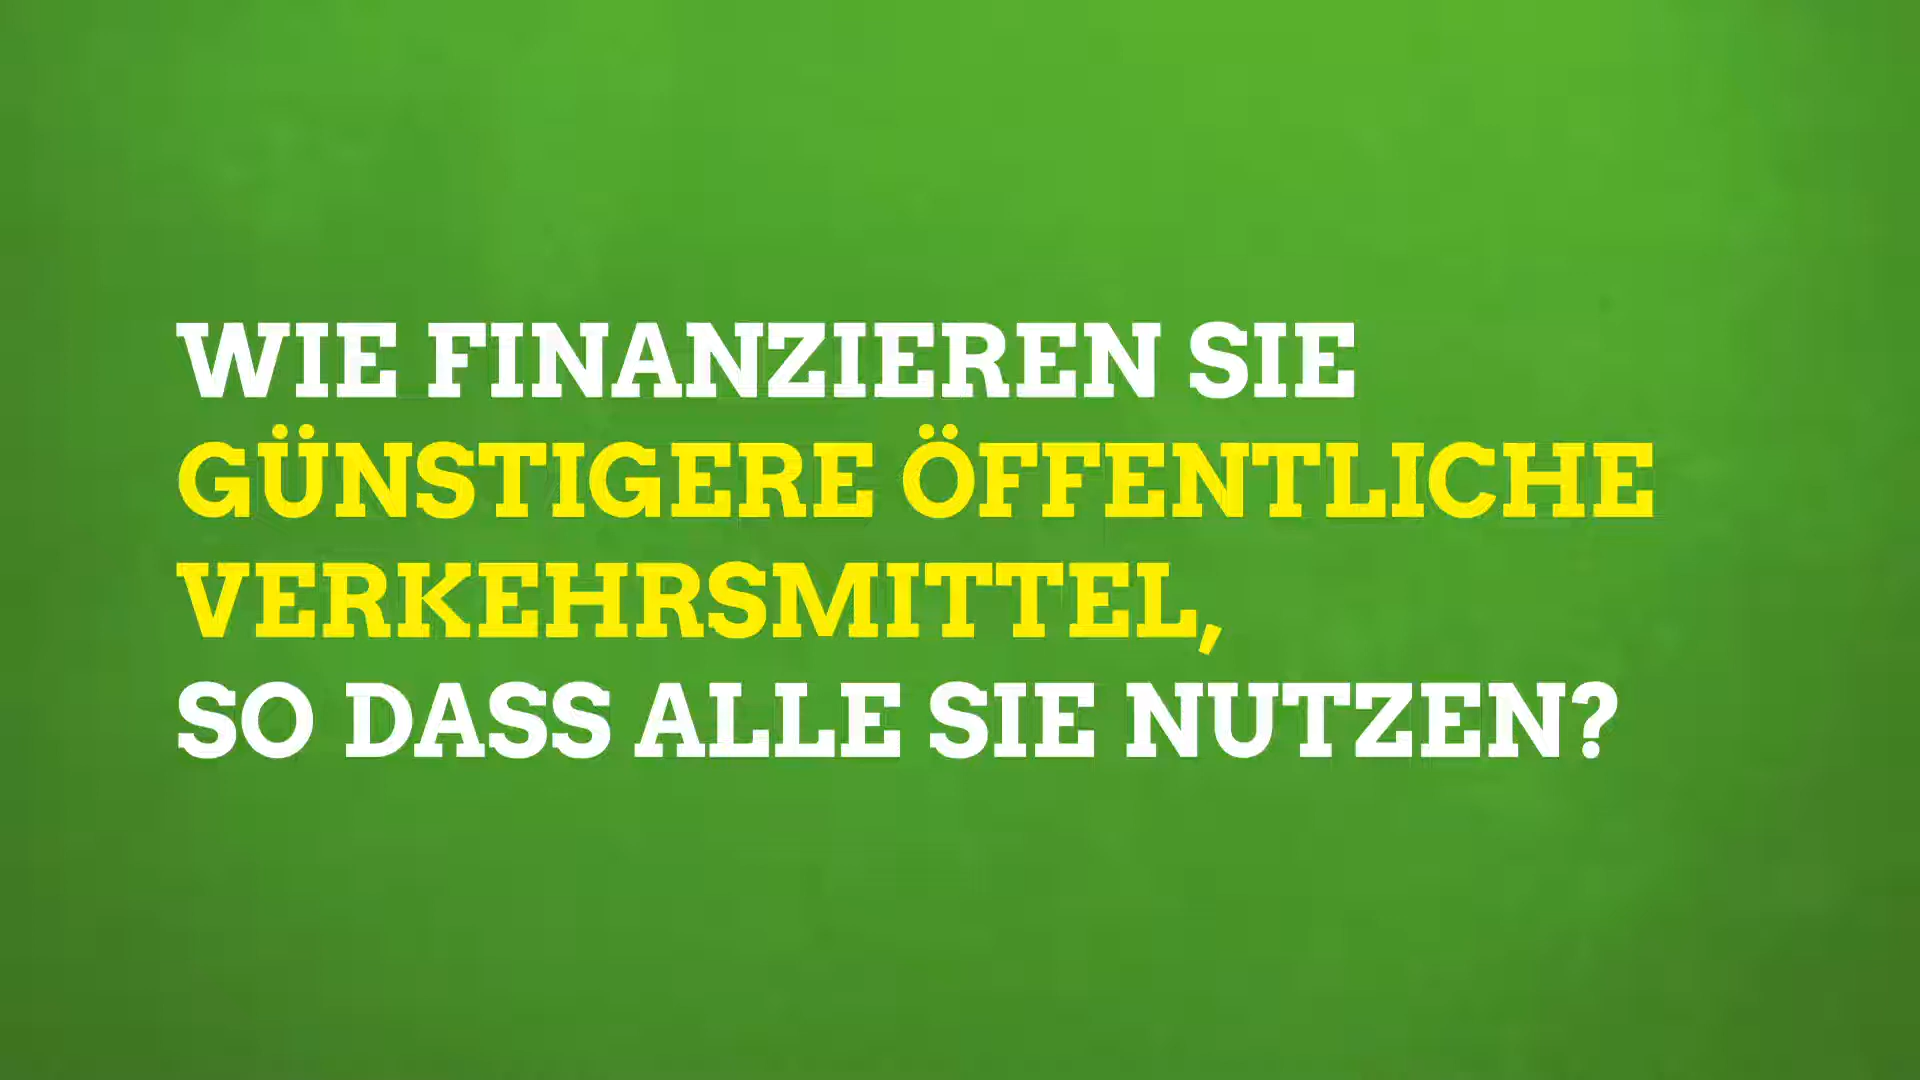 WIE FINANZIEREN SIE
GÜNSTIGERE ÖFFENTLICHE
VERKEHRSMITTEL,
SO DASS ALLE SIE NUTZEN?